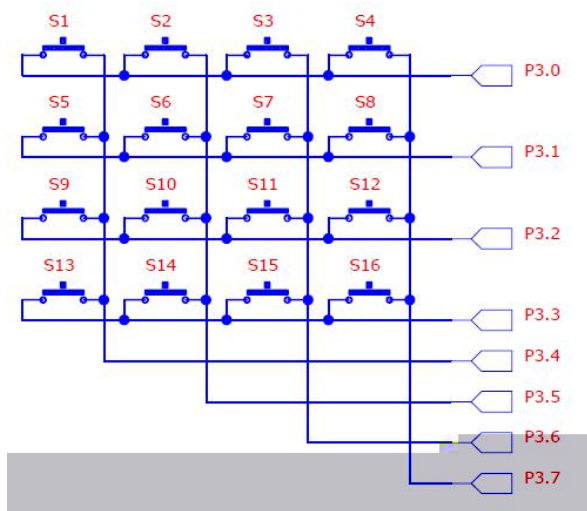 S1 S2 S3 S4
P3.0
S5 S6 S7 S8
P3.1
S9 S10 S11 S12
P3.2
S13 S14 S15 S16
P3.3
P3.4
P3.5
P3.6
P3.7